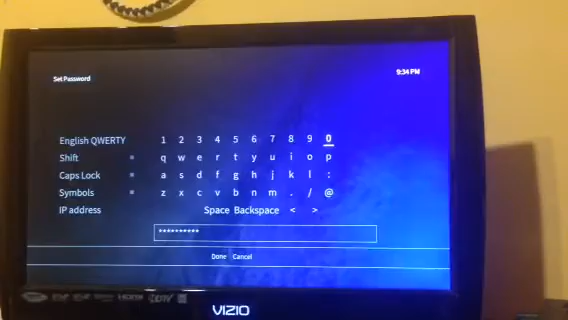 Set Password
9:34 PM
English QWERTY 1 2 3 4 5 6 7 8 9 0
Shift q w e r t y u i o p
Caps Lock a s d f g h j k l :
Symbols z x c v b n m . / @
IP address Space Backspace < >
**********
Done Cancel
HDMI
VIZIO